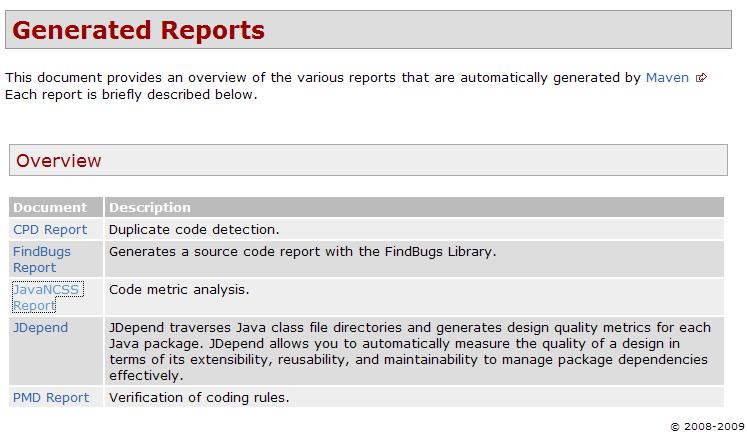 Generated Reports
This document provides an overview of the various reports that are automatically generated by Maven
Each report is briefly described below.
Overview
Document Description
CPD Report Duplicate code detection.
FindBugs Report Generates a source code report with the FindBugs Library.
JavaNCSS Report Code metric analysis.
JDepend JDepend traverses Java class file directories and generates design quality metrics for each
Java package. JDepend allows you to automatically measure the quality of a design in
terms of its extensibility, reusability, and maintainability to manage package dependencies
effectively.
PMD Report Verification of coding rules.
© 2008-2009